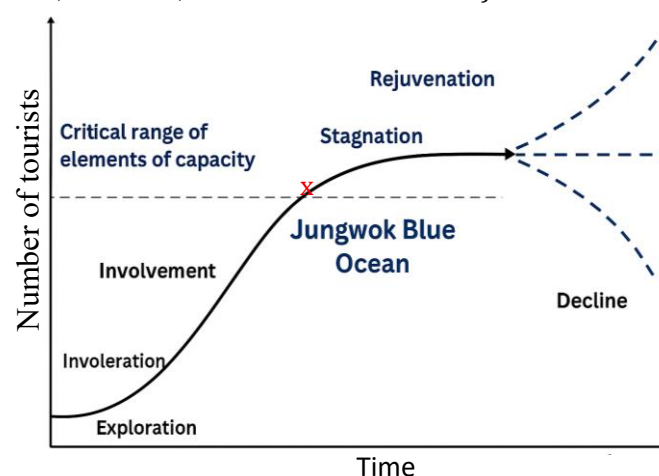 Rejuvenation
Critical range of
elements of capacity
Stagnation
x
Jungwok Blue
Ocean
Involvement
Decline
Involeration
Exploration
Number of tourists
Time